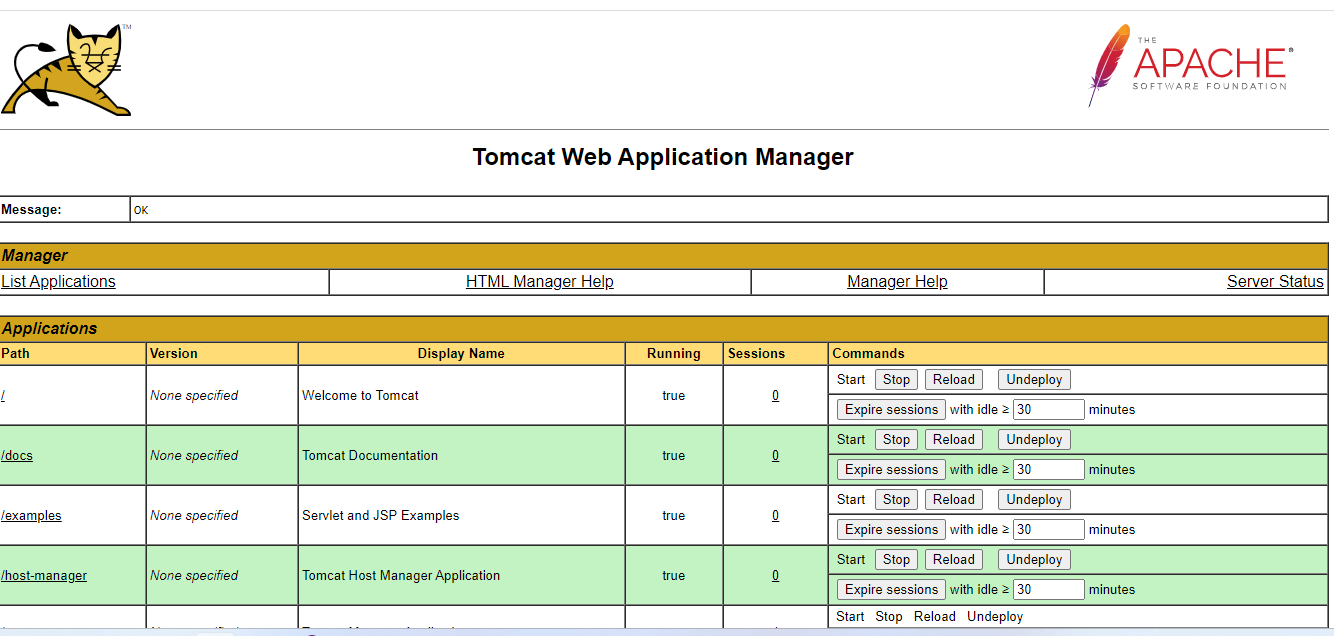 TM
THE
APACHE®
SOFTWARE FOUNDATION
Tomcat Web Application Manager
Message: OK
Manager
List Applications HTML Manager Help Manager Help Server Status
Applications
Path Version Display Name Running Sessions Commands
/ None specified Welcome to Tomcat true 0 Start Stop Reload Undeploy
Expire sessions with idle ≥ 30 minutes
/docs None specified Tomcat Documentation true 0 Start Stop Reload Undeploy
Expire sessions with idle ≥ 30 minutes
/examples None specified Servlet and JSP Examples true 0 Start Stop Reload Undeploy
Expire sessions with idle ≥ 30 minutes
/host-manager None specified Tomcat Host Manager Application true 0 Start Stop Reload Undeploy
Expire sessions with idle ≥ 30 minutes
Start Stop Reload Undeploy